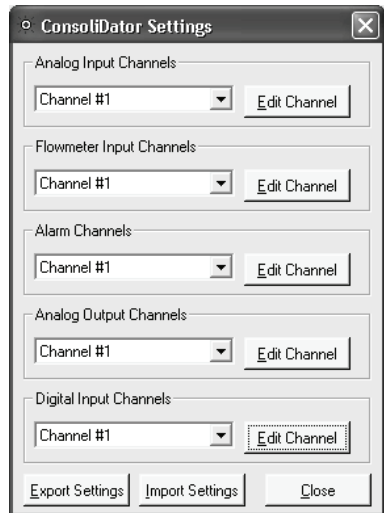 ConsoliDator Settings
Analog Input Channels
Channel #1 Edit Channel
Flowmeter Input Channels
Channel #1 Edit Channel
Alarm Channels
Channel #1 Edit Channel
Analog Output Channels
Channel #1 Edit Channel
Digital Input Channels
Channel #1 Edit Channel
Export Settings Import Settings Close